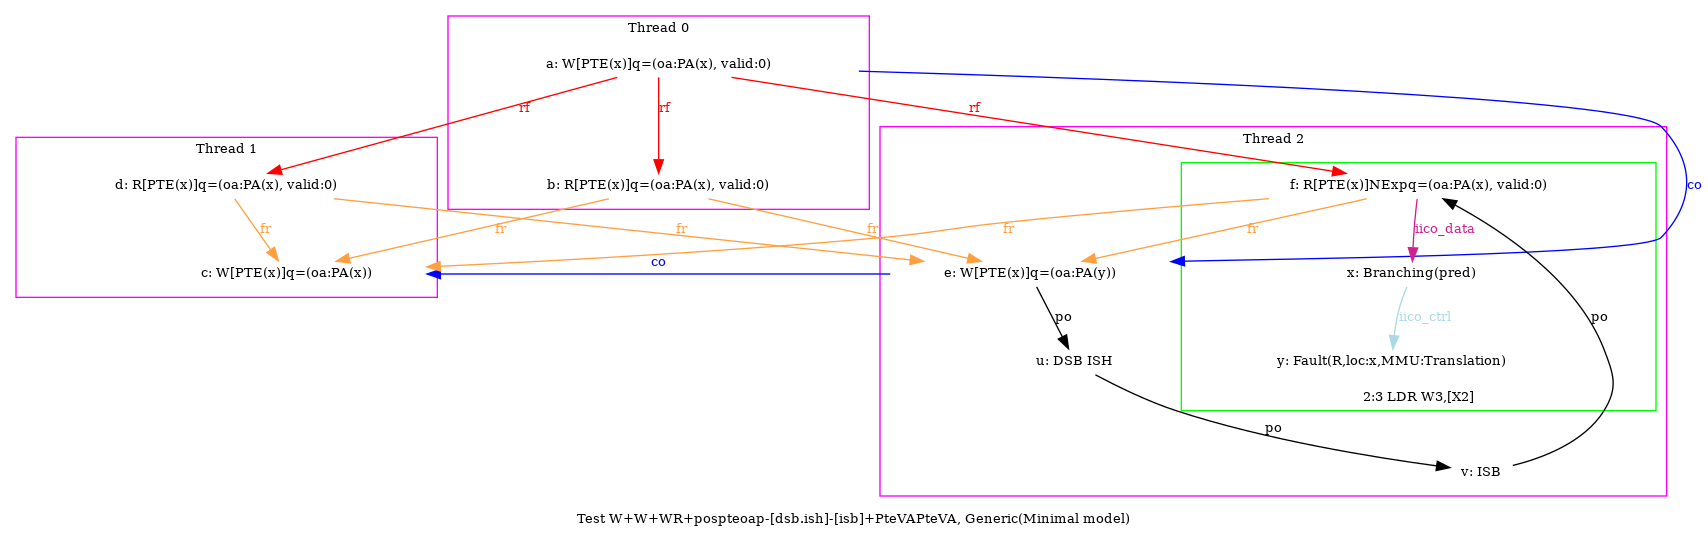 Thread 0
a: W[PTE(x)]q=(oa:PA(x), valid:0)
rf
rf
rf
Thread 1
Thread 2
d: R[PTE(x)]q=(oa:PA(x), valid:0)
b: R[PTE(x)]q=(oa:PA(x), valid:0)
f: R[PTE(x)]NExpq=(oa:PA(x), valid:0)
co
fr
fr
fr
fr
fr
fr
iico_data
co
c: W[PTE(x)]q=(oa:PA(x))
e: W[PTE(x)]q=(oa:PA(y))
x: Branching(pred)
po
iico_ctrl
po
u: DSB ISH
y: Fault(R,loc:x,MMU:Translation)
2:3 LDR W3,[X2]
po
v: ISB
Test W+W+WR+pospteoap-[dsb.ish]-[isb]+PteVAPteVA, Generic(Minimal model)